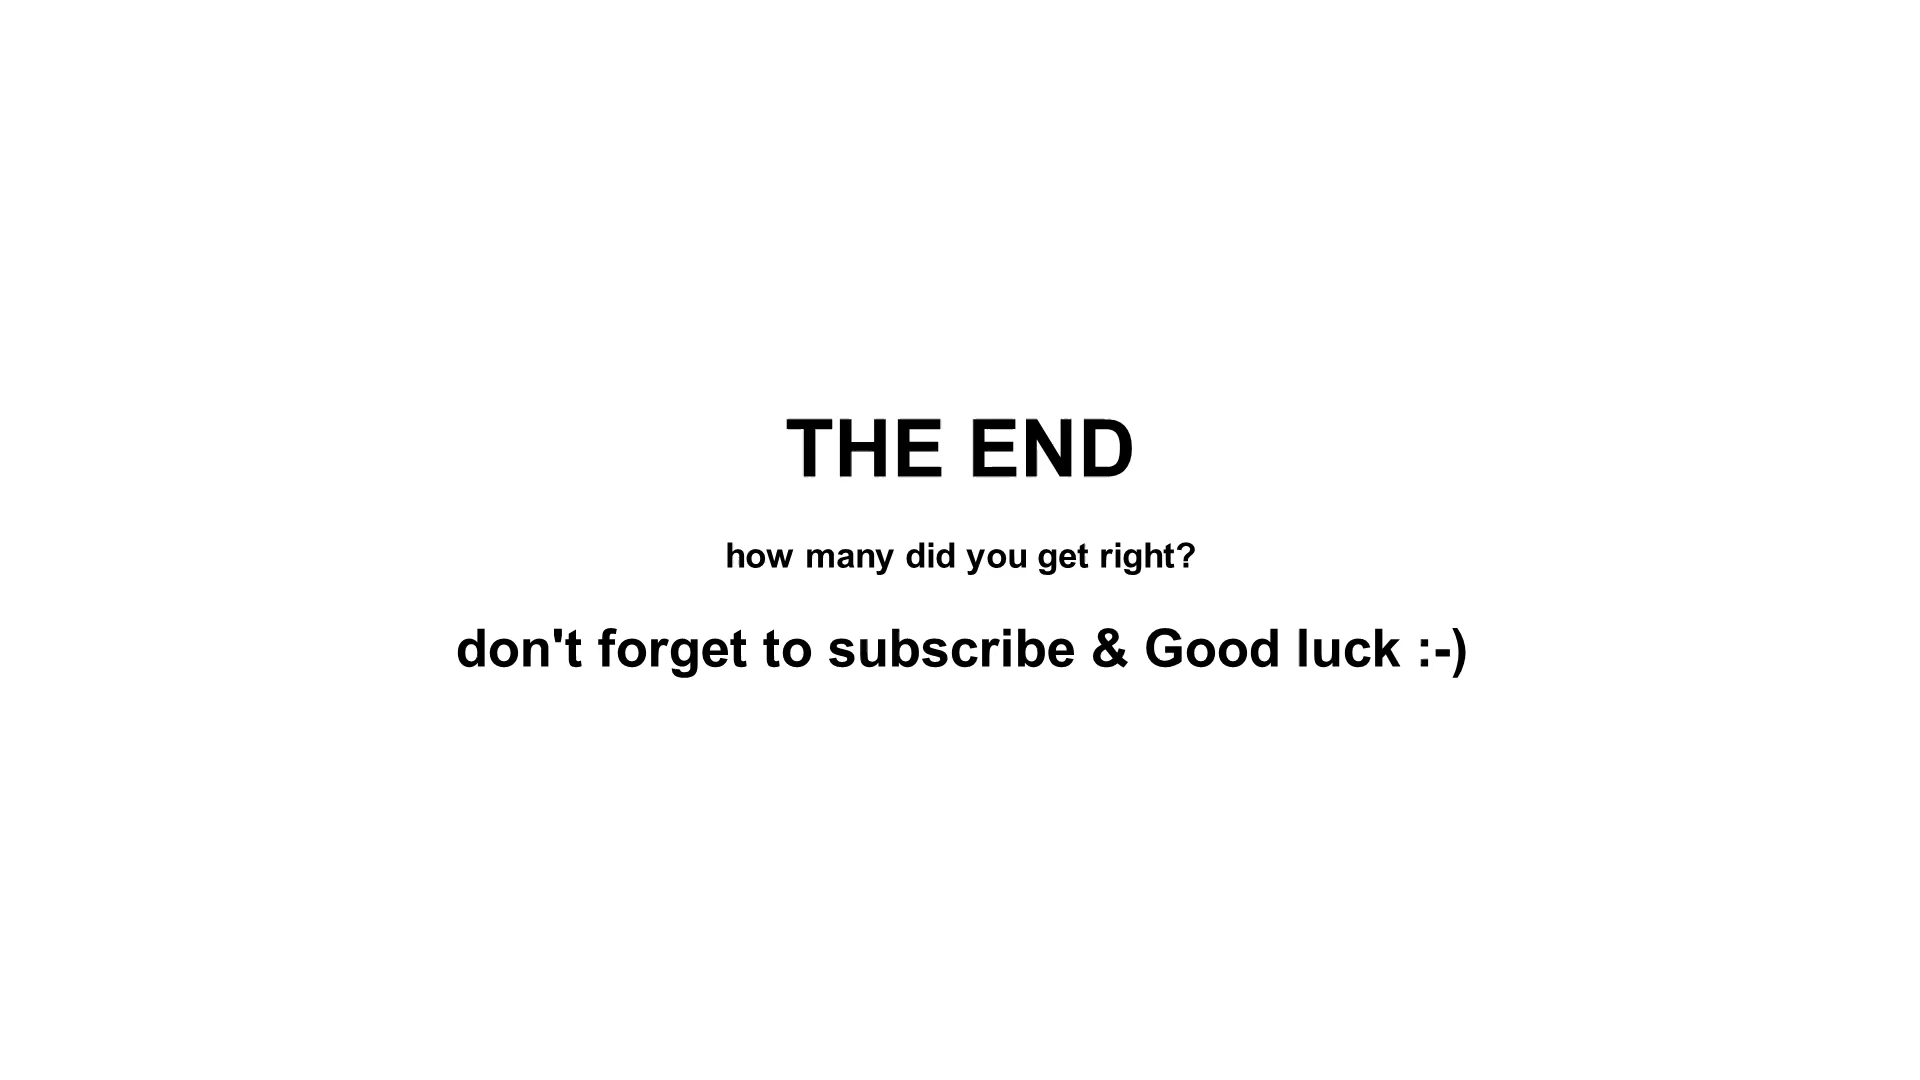 THE END
how many did you get right?
don't forget to subscribe & Good luck :-)